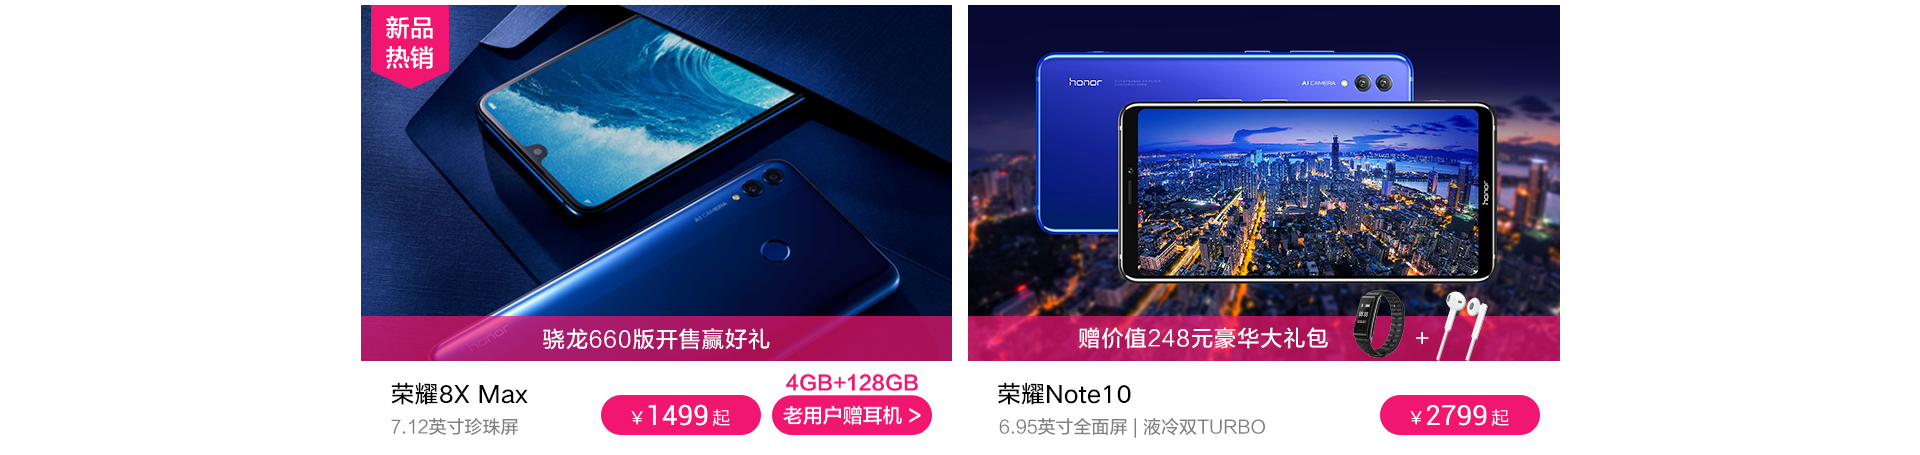 新品
热销
AI CAMERA
honor
骁龙660版开售赢好礼
荣耀8X Max
7.12英寸珍珠屏
¥1499起
4GB+128GB
老用户赠耳机 >
honor
AI CAMERA
honor
赠价值248元豪华大礼包
+
荣耀Note10
6.95英寸全面屏 | 液冷双TURBO
¥2799起